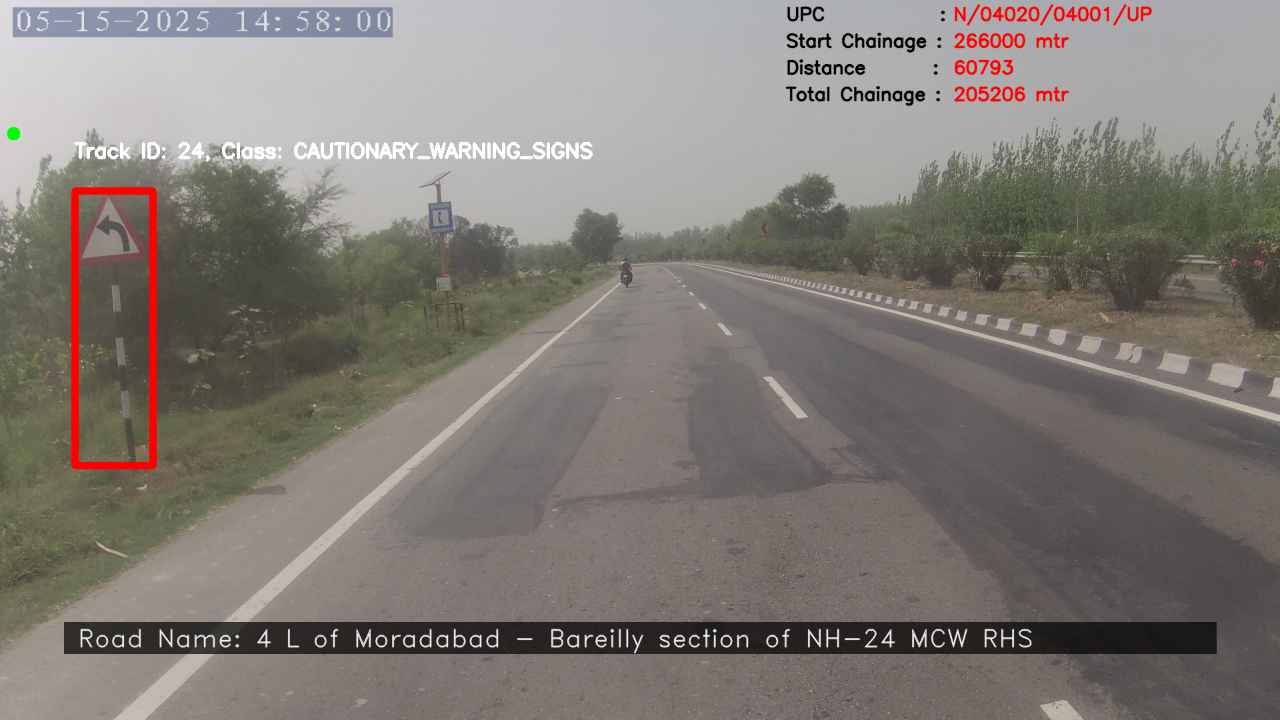 05-15-2025 14:58:00
UPC : N/04020/04001/UP
Start Chainage : 266000 mtr
Distance : 60793
Total Chainage : 205206 mtr
Track ID: 24, Class: CAUTIONARY_WARNING_SIGNS
Road Name: 4 L of Moradabad - Bareilly section of NH-24 MCW RHS